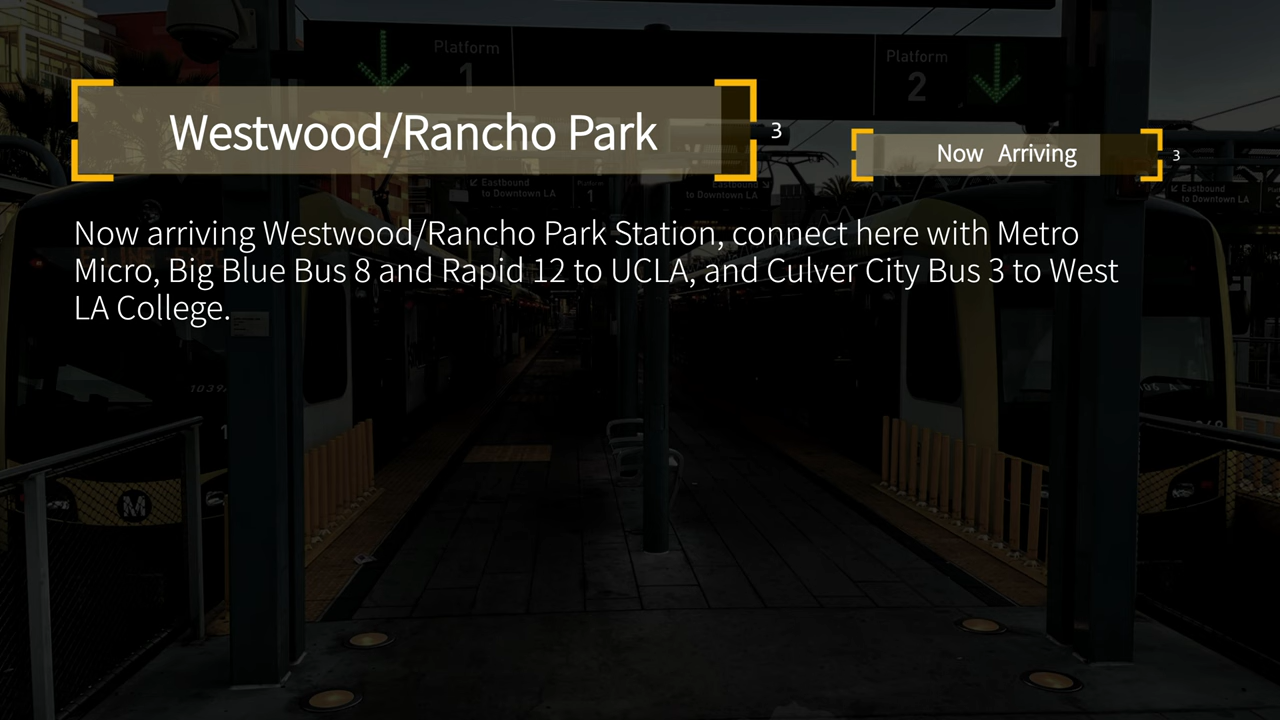 Platform
1
Platform
2
Westwood/Rancho Park
3
Now Arriving
3
Eastbound
to Downtown LA
Platform
1
Eastbound
to Downtown LA
Eastbound
to Downtown LA
Now arriving Westwood/Rancho Park Station, connect here with Metro
Micro, Big Blue Bus 8 and Rapid 12 to UCLA, and Culver City Bus 3 to West
LA College.
M